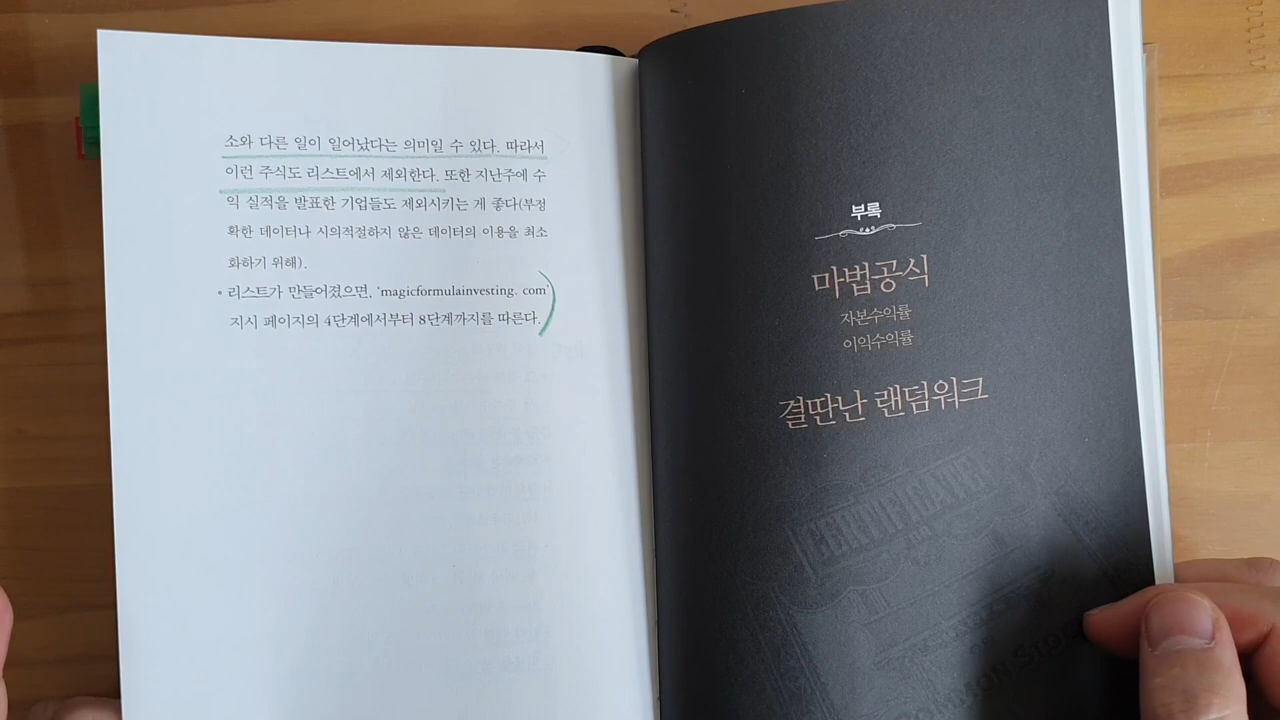 소와 다른 일이 일어났다는 의미일 수 있다. 따라서
이런 주식도 리스트에서 제외한다. 또한 지난주에 수
익 실적을 발표한 기업들도 제외시키는 게 좋다(부정
확한 데이터나 시의적절하지 않은 데이터의 이용을 최소
화하기 위해).
• 리스트가 만들어졌으면, ‘magicformulainvesting. com’
지시 페이지의 4단계에서부터 8단계까지를 따른다.
부록
마법공식
자본수익률
이익수익률
결딴난 랜덤워크
CERTIFICATE